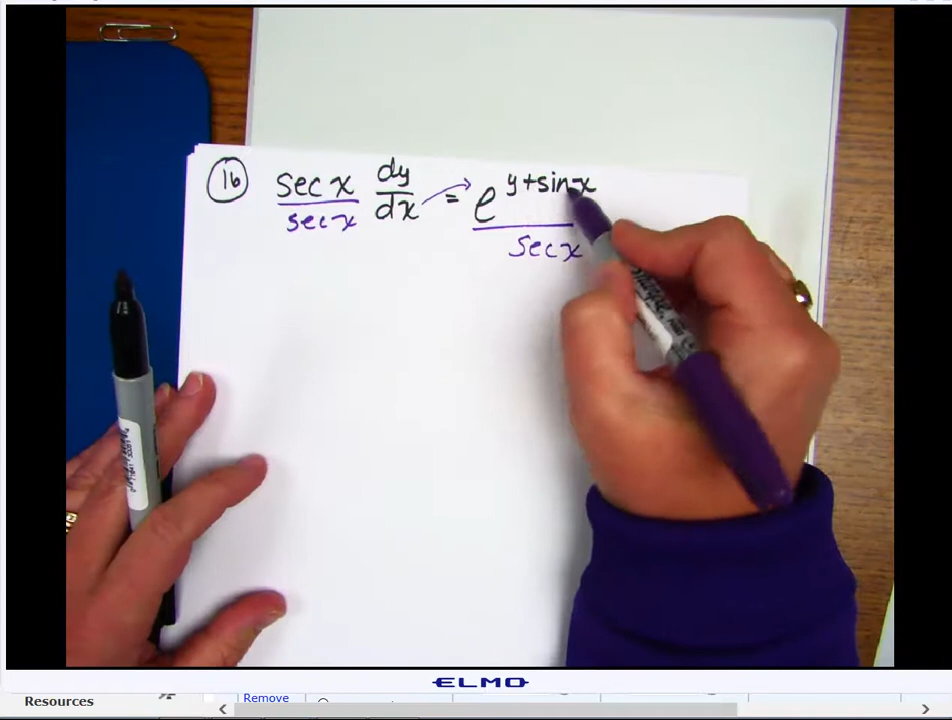 16 sec x dy/dx = e^y+sin x
sec x sec x
ELMO
Resources
Remove